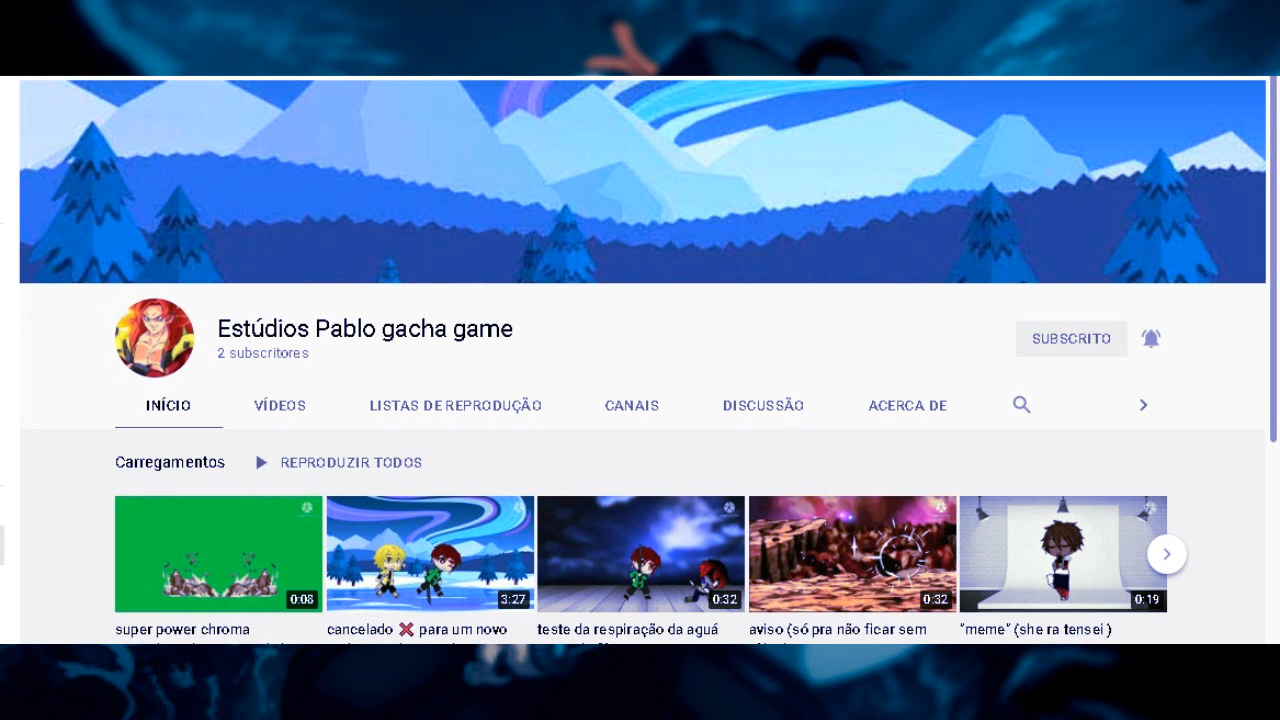 Estúdios Pablo gacha game
2 subscritores
SUBSCRITO
INÍCIO
VÍDEOS
LISTAS DE REPRODUÇÃO
CANAIS
DISCUSSÃO
ACERCA DE
Carregamentos
REPRODUZIR TODOS
0:08
3:27
0:32
0:32
0:19
super power chroma
cancelado ❌ para um novo
teste da respiração da aguá
aviso (só pra não ficar sem
"meme" (she ra tensei )